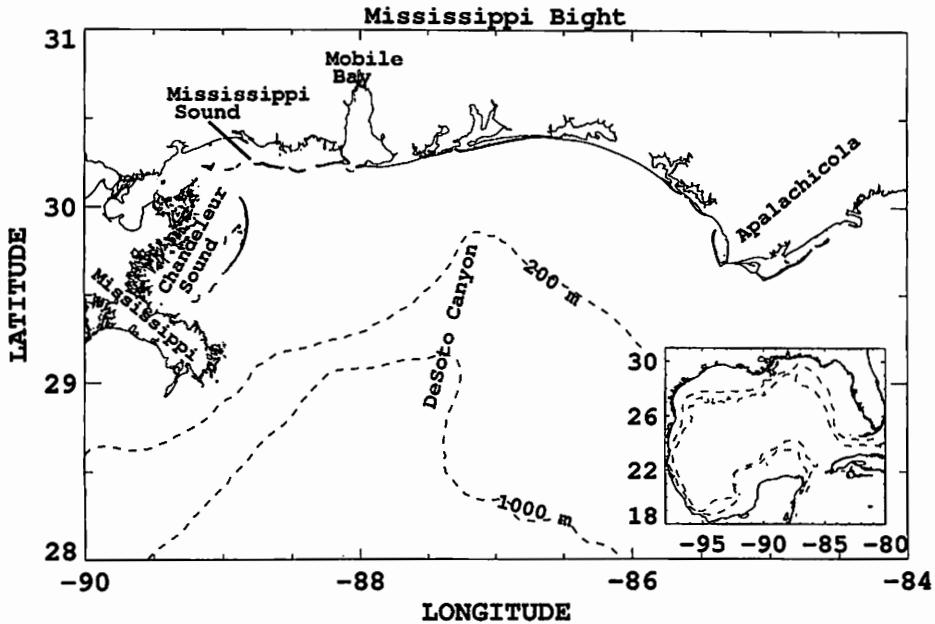 Mississippi Bight
31
30
29
28
LATITUDE
Mobile
Bay
Mississippi
Sound
Apalachicola
Chandeleur
Sound
Mississippi
200 m
DeSoto Canyon
1000 m
30
26
22
18
-95
-90
-85
-80
-90
-88
-86
-84
LONGITUDE